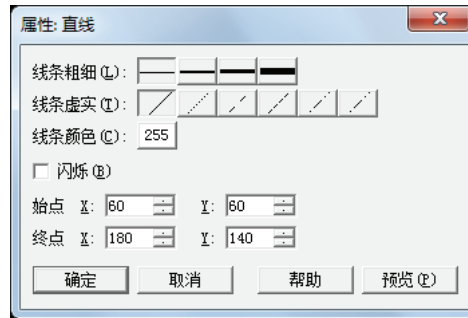 属性: 直线
线条粗细(L):
线条虚实(T):
线条颜色(C): 255
闪烁(B)
始点 X: 60 Y: 60
终点 X: 180 Y: 140
确定 取消 帮助 预览(P)